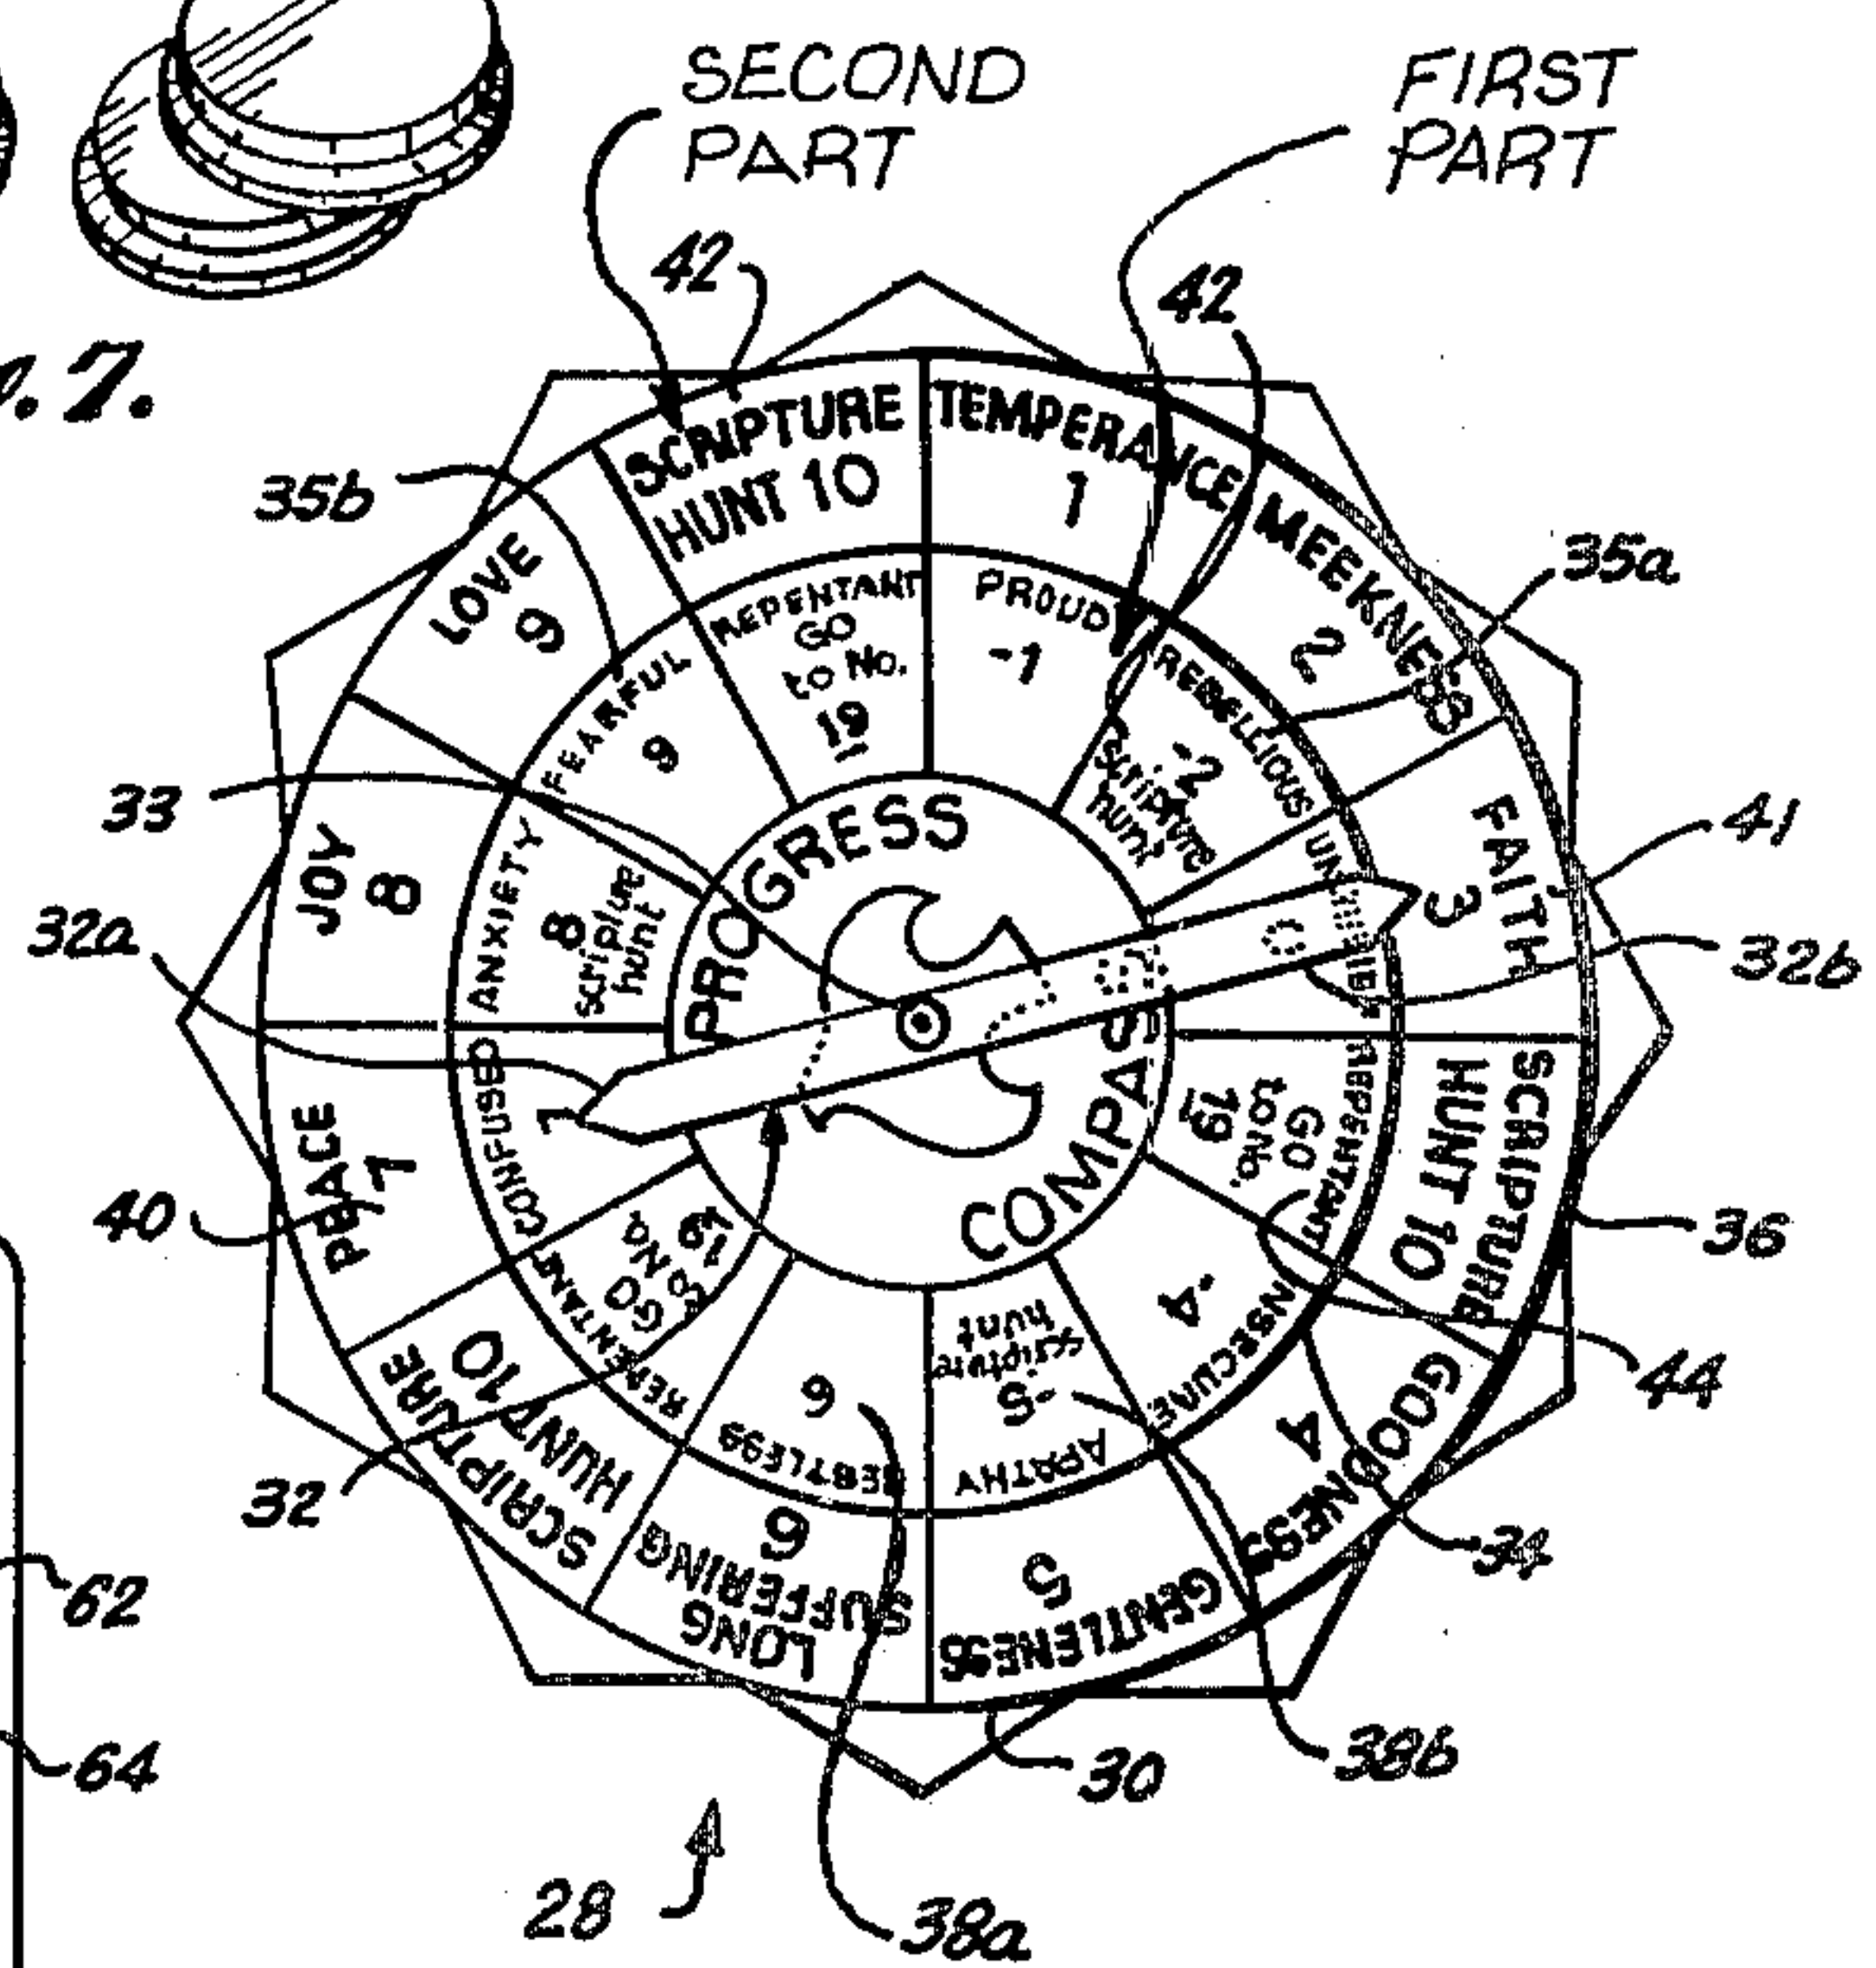 SECOND
PART
FIRST
PART
42
42
7.
35b
35a
33
41
32a
32b
40
36
44
32
34
62
64
30
38b
28
38a
SCRIPTURE
HUNT 10
TEMPERANCE
1
MEEKNESS
2
FAITH
3
SCRIPTURE
HUNT 10
GOODNESS
4
GENTLENESS
5
LONG
SUFFERING
6
SCRIPTURE
HUNT 10
PEACE
7
JOY
8
LOVE
9
REPENTANT
GO
to No.
19
PROUD
-1
REBELLIOUS
-2
scripture
hunt
REPENTANT
GO
to No.
19
INSECURE
-4
APATHY
-5
scripture
hunt
RESTLESS
6
REPENTANT
GO
to No.
19
CONFUSED
ANXIETY
8
scripture
hunt
FEARFUL
9
PROGRESS
COMPASS